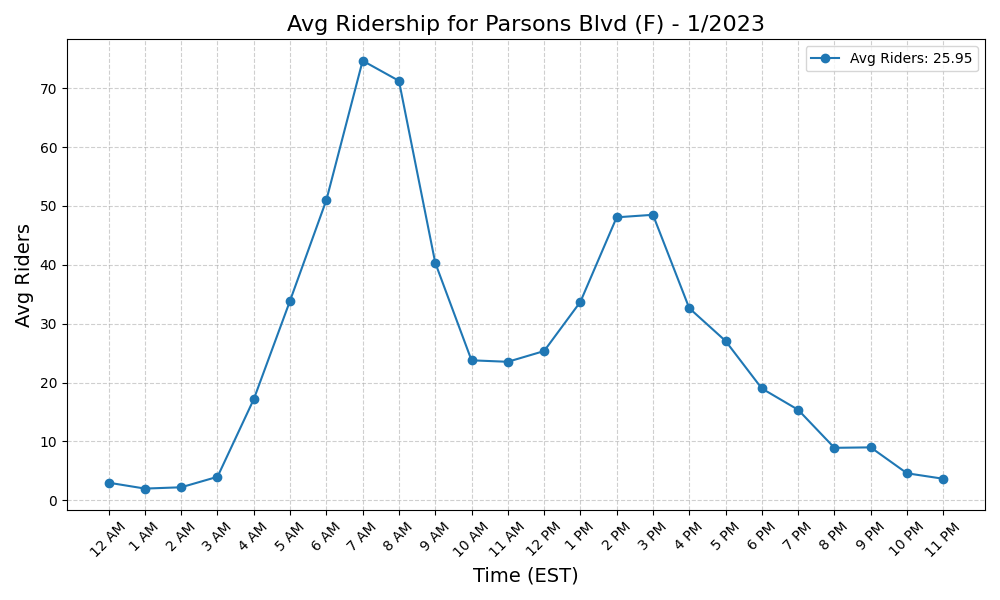 Avg Ridership for Parsons Blvd (F) - 1/2023
Avg Riders: 25.95
Avg Riders
70
60
50
40
30
20
10
0
12 AM
1 AM
2 AM
3 AM
4 AM
5 AM
6 AM
7 AM
8 AM
9 AM
10 AM
11 AM
12 PM
1 PM
2 PM
3 PM
4 PM
5 PM
6 PM
7 PM
8 PM
9 PM
10 PM
11 PM
Time (EST)